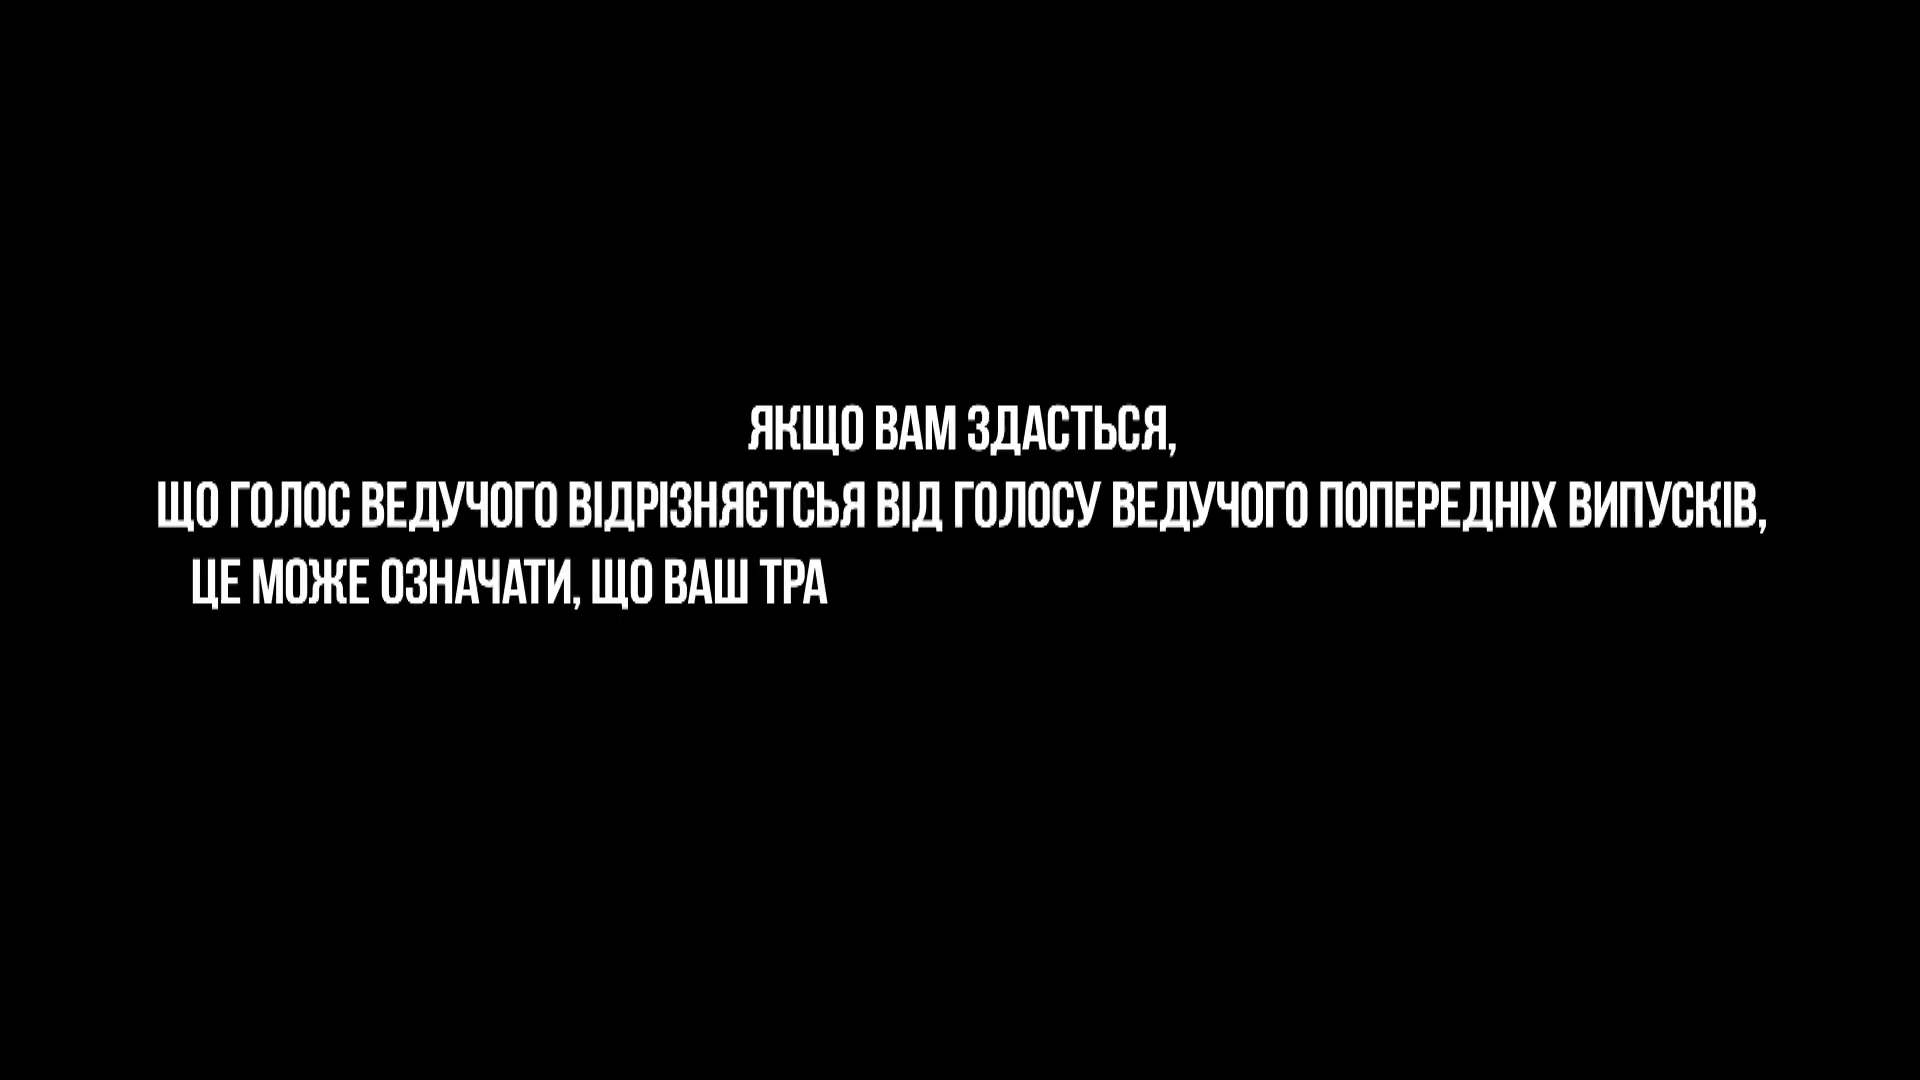 ЯКЩО ВАМ ЗДАСТЬСЯ,
ЩО ГОЛОС ВЕДУЧОГО ВІДРІЗНЯЄТСЬЯ ВІД ГОЛОСУ ВЕДУЧОГО ПОПЕРЕДНІХ ВИПУСКІВ,
ЦЕ МОЖЕ ОЗНАЧАТИ, ЩО ВАШ ТРА